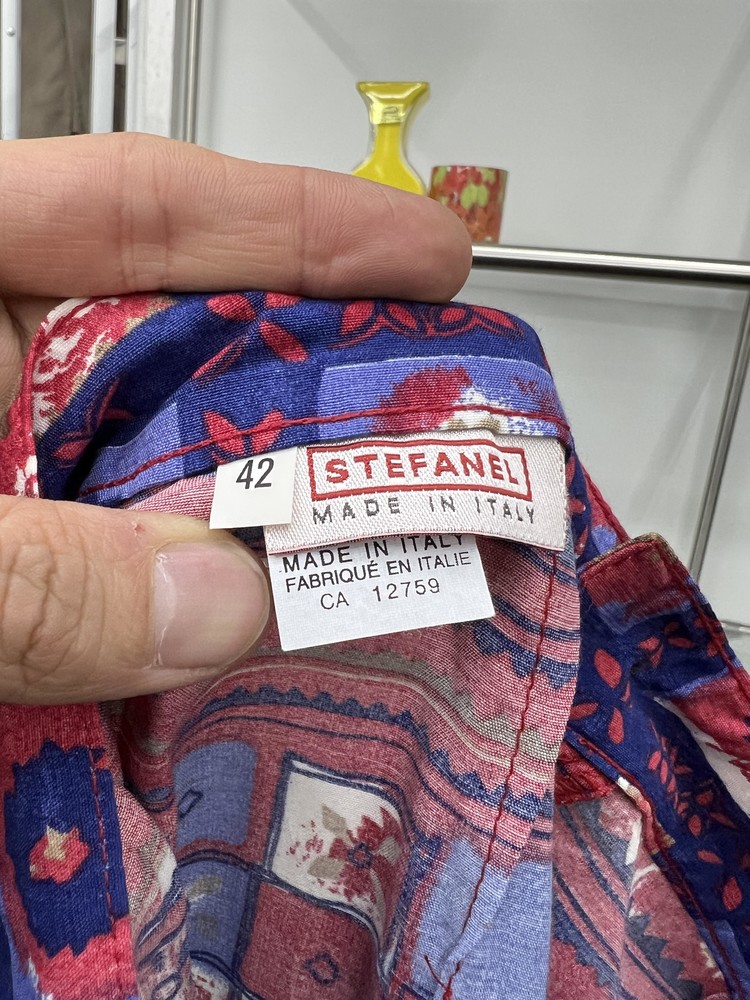 42
STEFANEL
MADE IN ITALY
MADE IN ITALY
FABRIQUÉ EN ITALIE
CA 12759